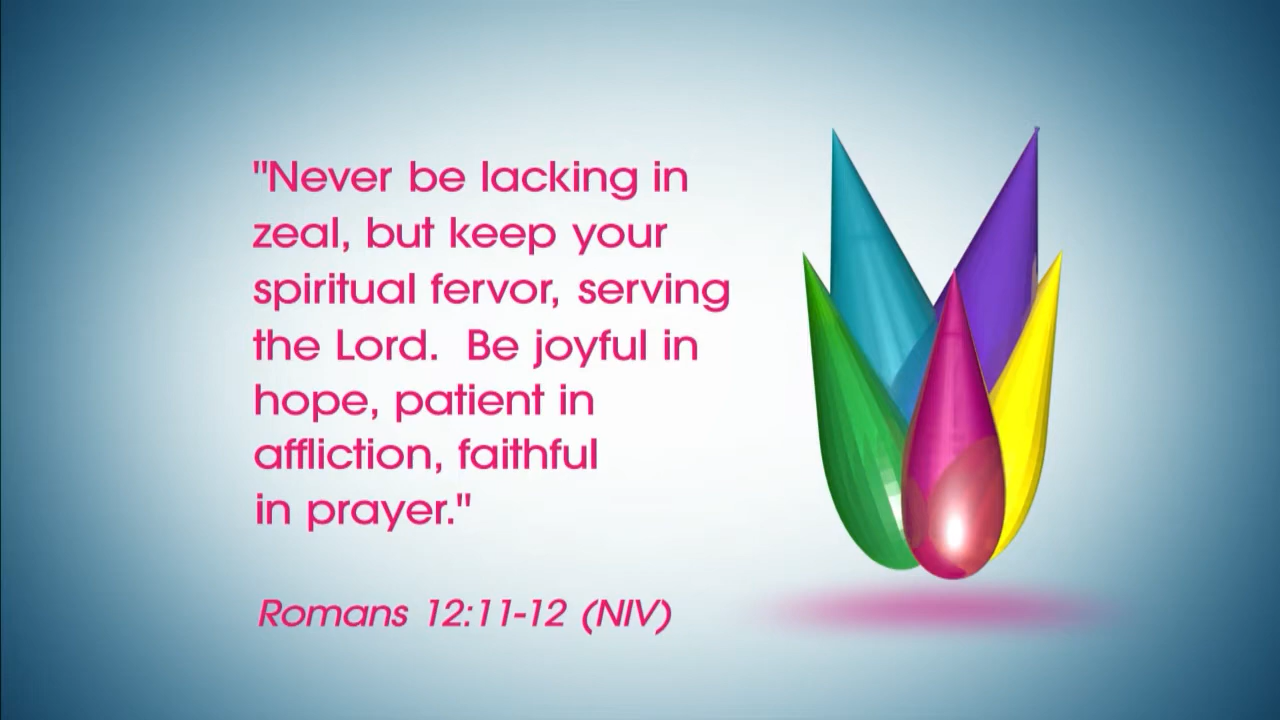 "Never be lacking in
zeal, but keep your
spiritual fervor, serving
the Lord.  Be joyful in
hope, patient in
affliction, faithful
in prayer."
Romans 12:11-12 (NIV)